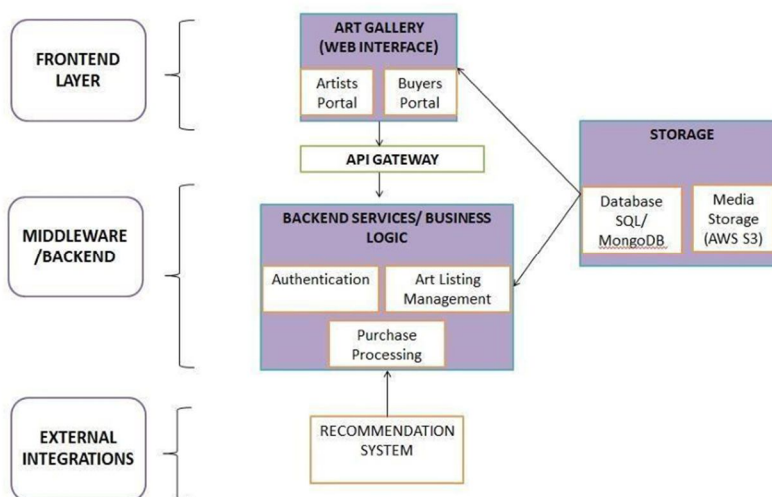 FRONTEND
LAYER
ART GALLERY
(WEB INTERFACE)
Artists
Portal
Buyers
Portal
API GATEWAY
STORAGE
Database
SQL/
MongoDB
Media
Storage
(AWS S3)
MIDDLEWARE
/BACKEND
BACKEND SERVICES/ BUSINESS
LOGIC
Authentication
Art Listing
Management
Purchase
Processing
EXTERNAL
INTEGRATIONS
RECOMMENDATION
SYSTEM